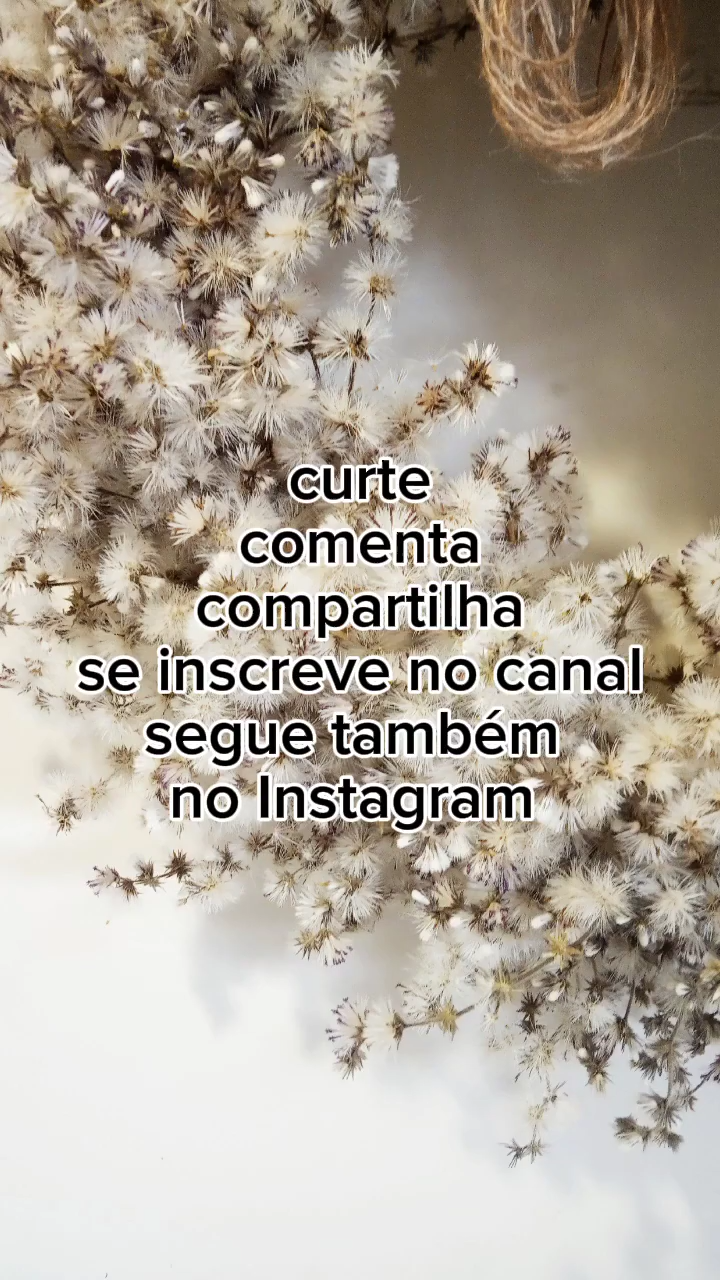 curte
comenta
compartilha
se inscreve no canal
segue também
no Instagram